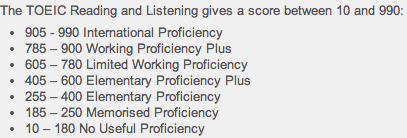 The TOEIC Reading and Listening gives a score between 10 and 990:
• 905 - 990 International Proficiency
• 785 – 900 Working Proficiency Plus
• 605 – 780 Limited Working Proficiency
• 405 – 600 Elementary Proficiency Plus
• 255 – 400 Elementary Proficiency
• 185 – 250 Memorised Proficiency
• 10 – 180 No Useful Proficiency